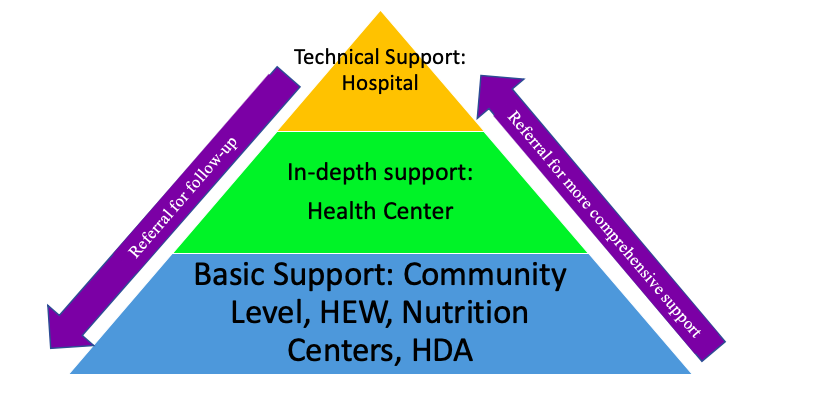 Technical Support:
Hospital
Referral for follow-up
Referral for more comprehensive support
In-depth support:
Health Center
Basic Support: Community
Level, HEW, Nutrition
Centers, HDA